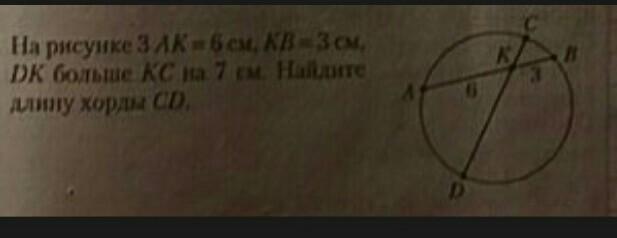 На рисунке 3 AK = 6 см, KB = 3 см,
DK больше KC на 7 см. Найдите
длину хорды CD.
C
K
B
3
A
6
D